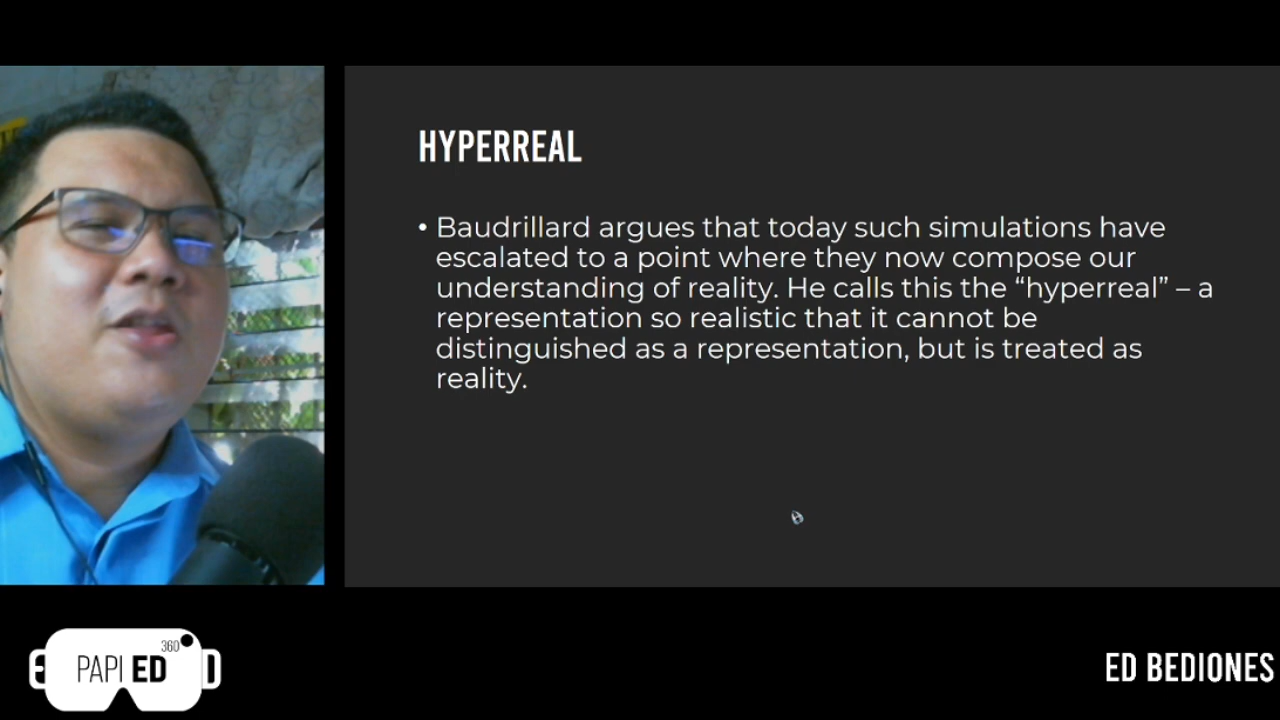 HYPERREAL
• Baudrillard argues that today such simulations have
escalated to a point where they now compose our
understanding of reality. He calls this the “hyperreal” – a
representation so realistic that it cannot be
distinguished as a representation, but is treated as
reality.
360
PAPI ED
ED BEDIONES